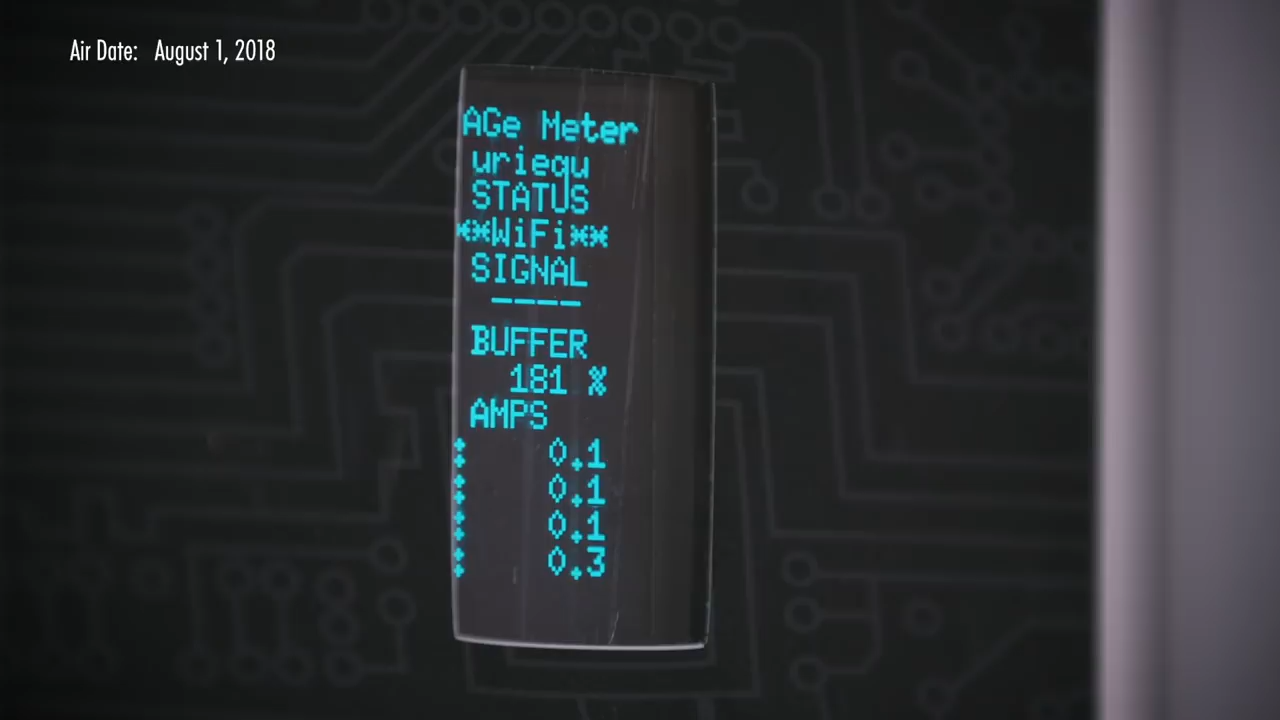 Air Date: August 1, 2018
AGe Meter
uriequ
STATUS
**WiFi**
SIGNAL
----
BUFFER
181 %
AMPS
: 0.1
: 0.1
: 0.1
: 0.3